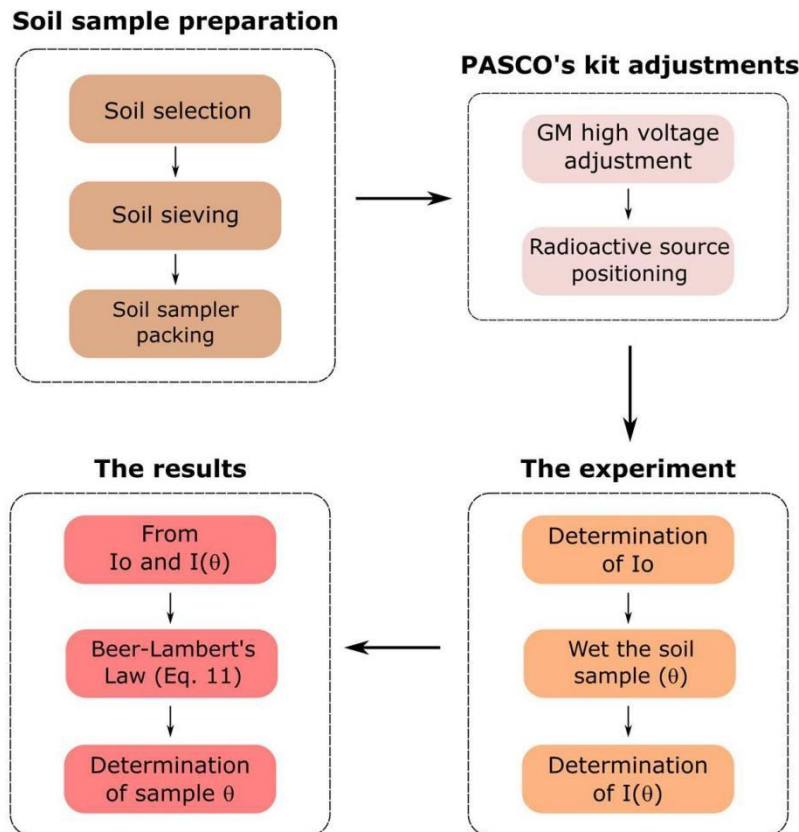 Soil sample preparation
Soil selection
Soil sieving
Soil sampler
packing
PASCO's kit adjustments
GM high voltage
adjustment
Radioactive source
positioning
The experiment
Determination
of Io
Wet the soil
sample (θ)
Determination
of I(θ)
The results
From
Io and I(θ)
Beer-Lambert's
Law (Eq. 11)
Determination
of sample θ